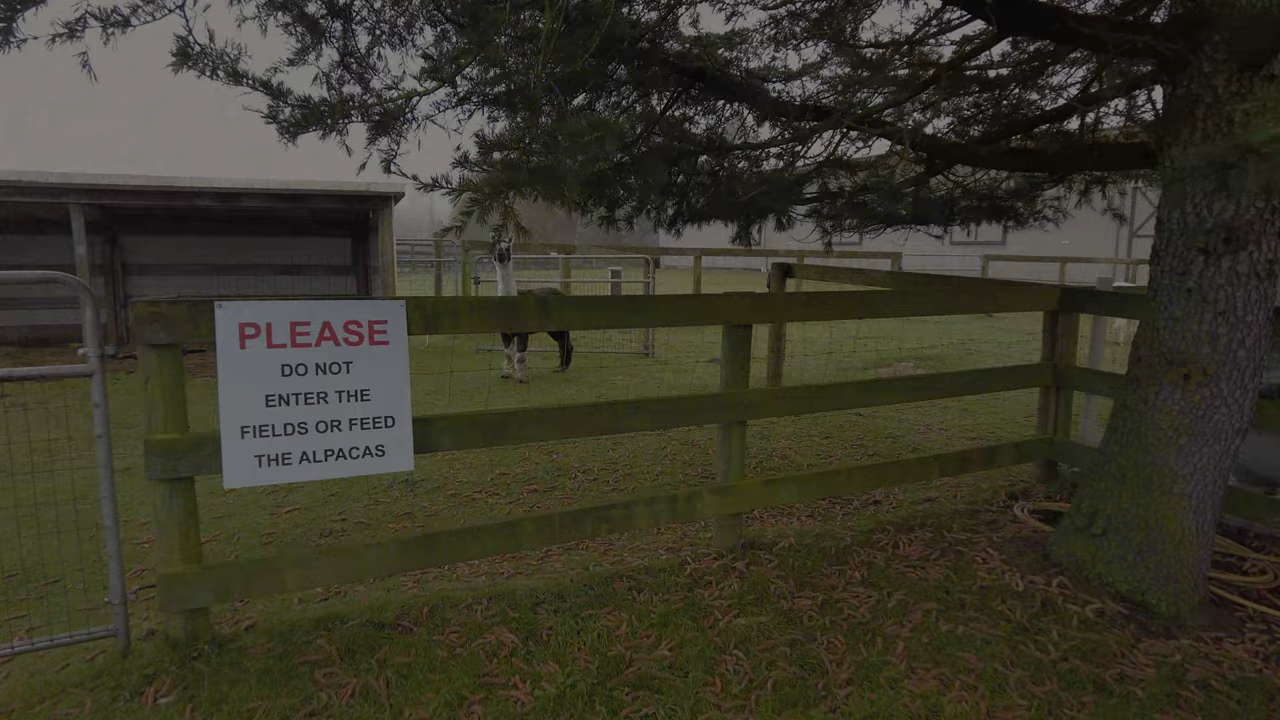 PLEASE
DO NOT
ENTER THE
FIELDS OR FEED
THE ALPACAS